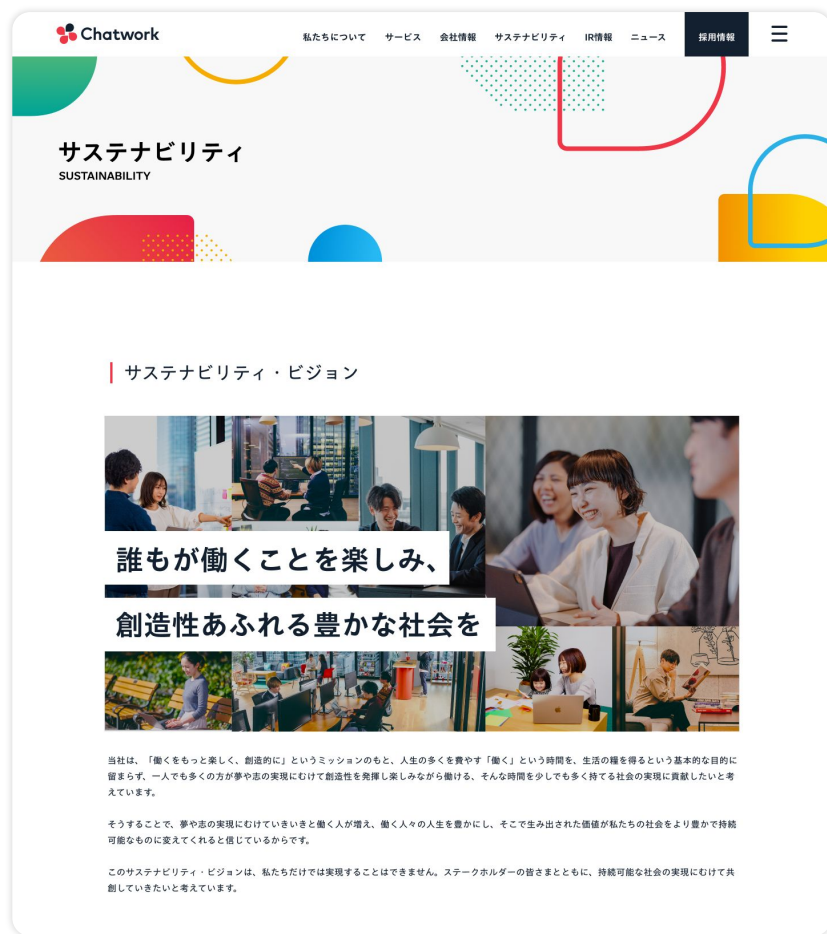 Chatwork
私たちについて サービス 会社情報 サステナビリティ IR情報 ニュース 採用情報
サステナビリティ
SUSTAINABILITY
サステナビリティ・ビジョン
誰もが働くことを楽しみ、
創造性あふれる豊かな社会を
当社は、「働くをもっと楽しく、創造的に」というミッションのもと、人生の多くを費やす「働く」という時間を、生活の糧を得るという基本的な目的に
留まらず、一人でも多くの方が夢や志の実現にむけて創造性を発揮し楽しみながら働ける、そんな時間を少しでも多く持てる社会の実現に貢献したいと考
えています。
そうすることで、夢や志の実現にむけていきいきと働く人が増え、働く人々の人生を豊かにし、そこで生み出された価値が私たちの社会をより豊かで持続
可能なものに変えてくれると信じているからです。
このサステナビリティ・ビジョンは、私たちだけでは実現することはできません。ステークホルダーの皆さまとともに、持続可能な社会の実現にむけて共
創していきたいと考えています。